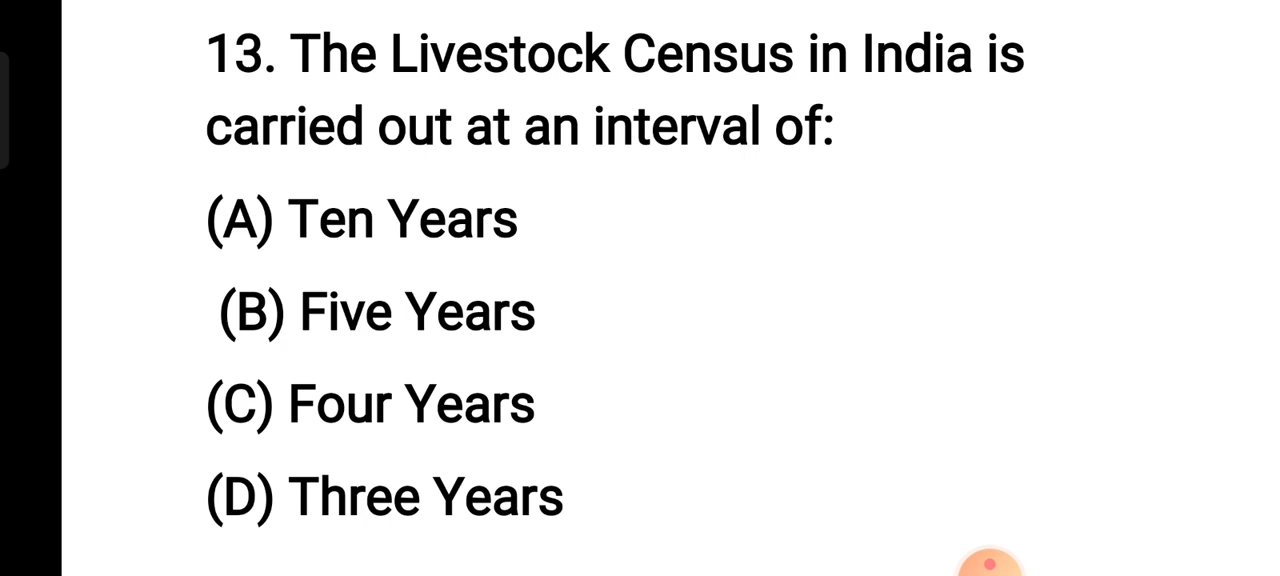 13. The Livestock Census in India is
carried out at an interval of:
(A) Ten Years
(B) Five Years
(C) Four Years
(D) Three Years